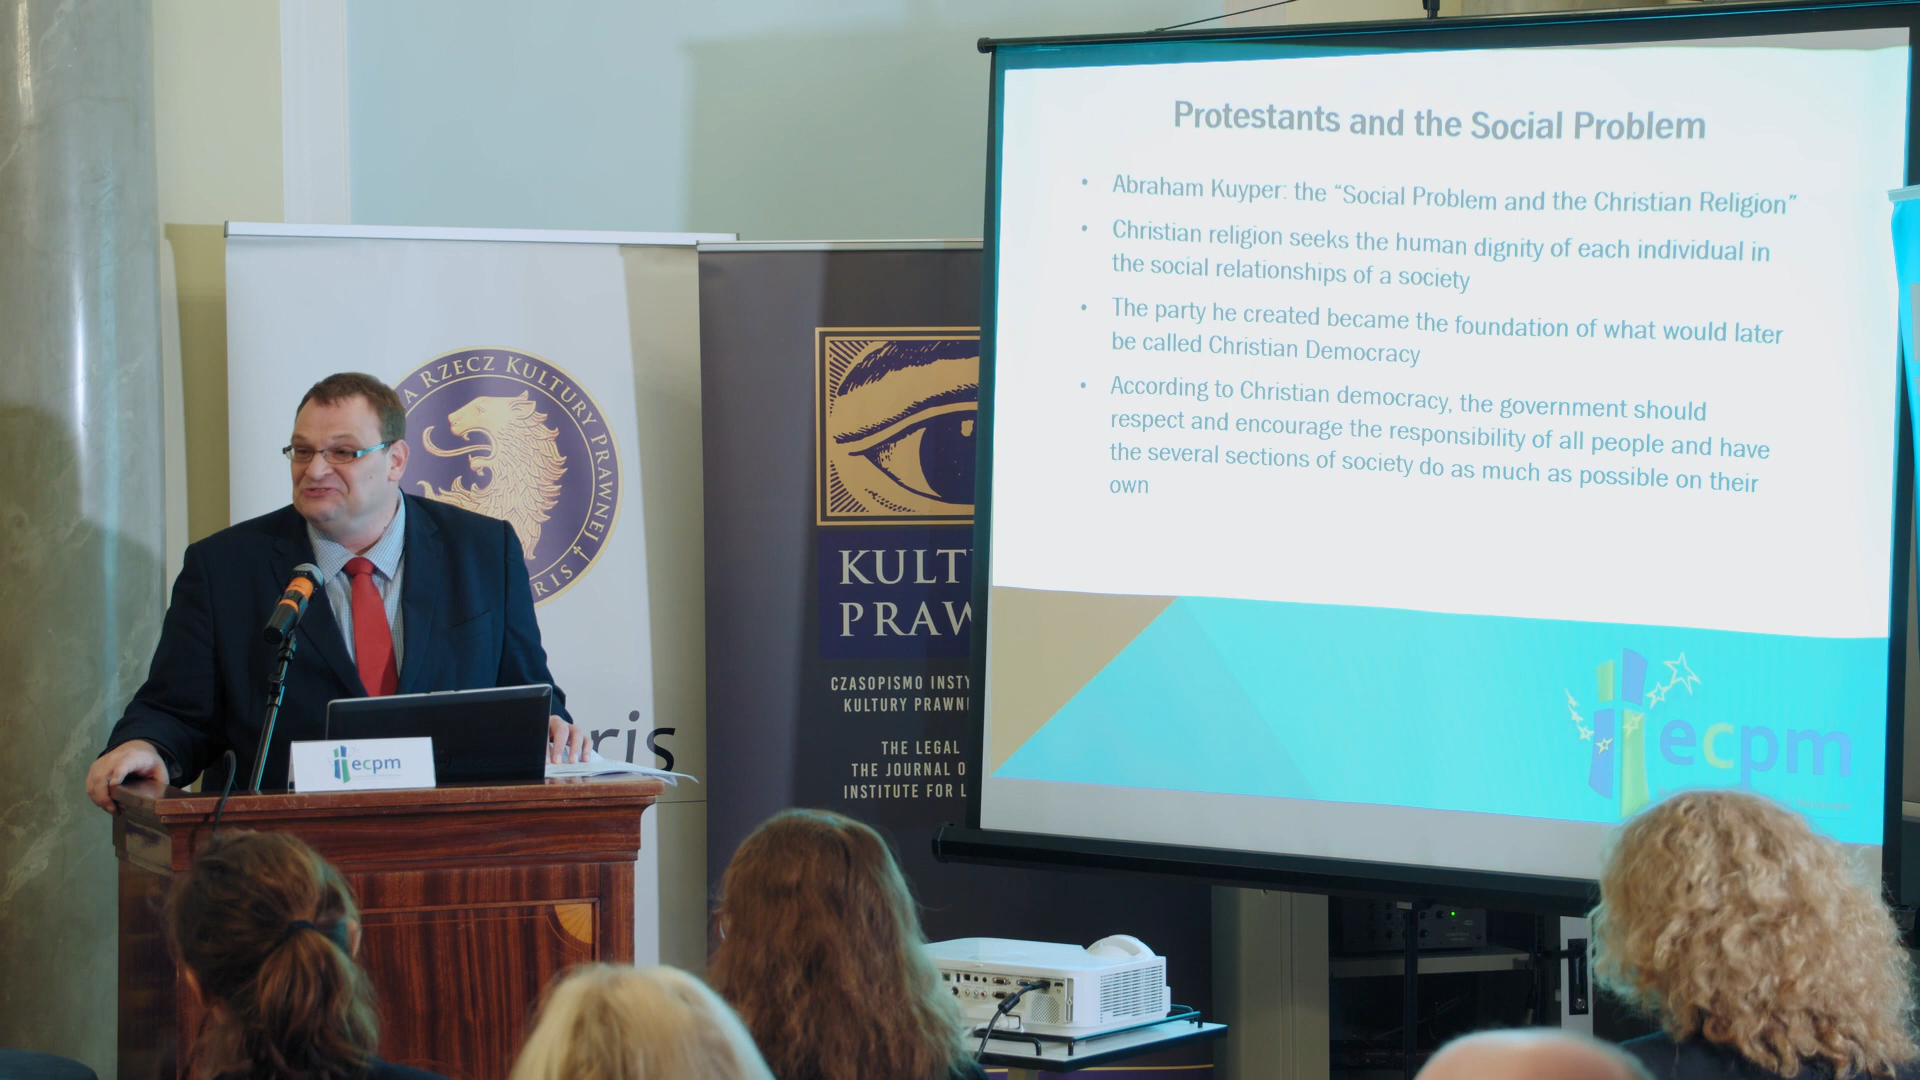 Protestants and the Social Problem
• Abraham Kuyper: the “Social Problem and the Christian Religion”
• Christian religion seeks the human dignity of each individual in
the social relationships of a society
• The party he created became the foundation of what would later
be called Christian Democracy
• According to Christian democracy, the government should
respect and encourage the responsibility of all people and have
the several sections of society do as much as possible on their
own
ecpm
A RZECZ KULTURY PRAWNEJ
RIS
ris
KULT
PRAW
CZASOPISMO INSTY
KULTURY PRAWN
THE LEGAL
THE JOURNAL O
INSTITUTE FOR L
ecpm